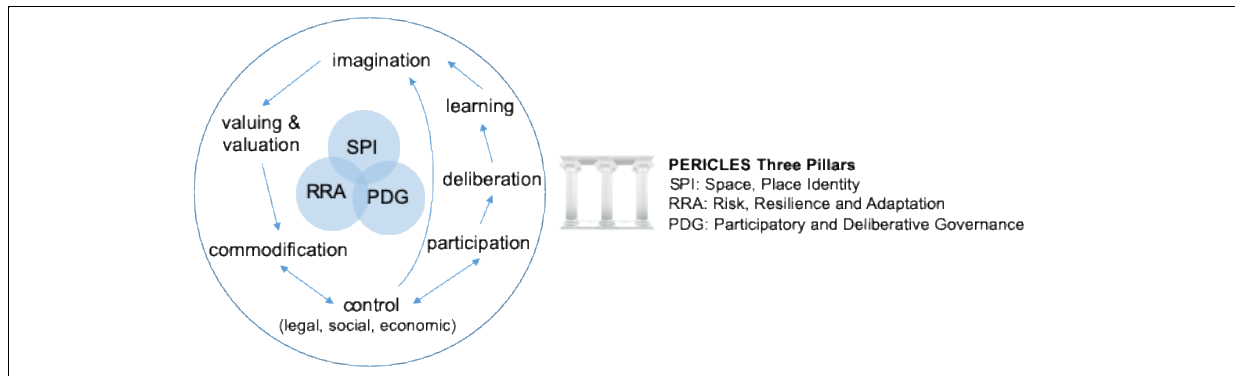 imagination
learning
valuing &
valuation
SPI
deliberation
RRA
PDG
participation
commodification
control
(legal, social, economic)
PERICLES Three Pillars
SPI: Space, Place Identity
RRA: Risk, Resilience and Adaptation
PDG: Participatory and Deliberative Governance